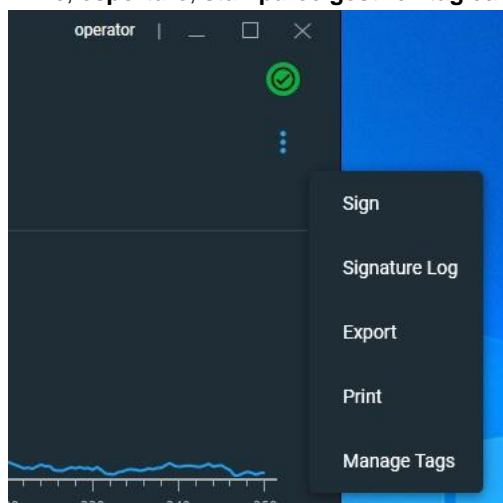 operator |
Sign
Signature Log
Export
Print
Manage Tags